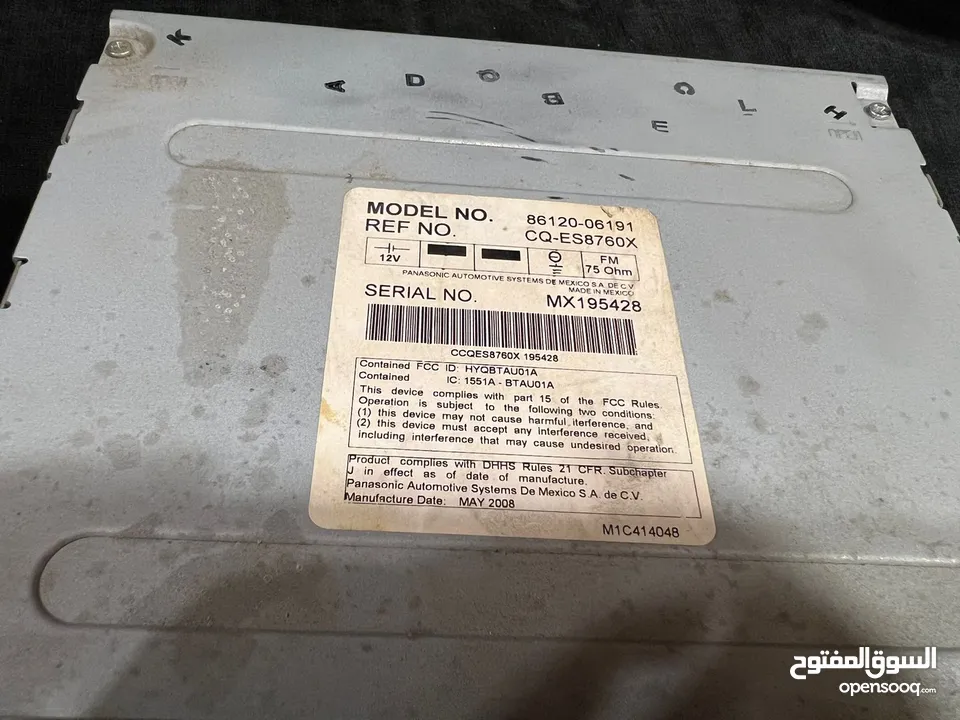 K
A D O B E C L H
OPEN
MODEL NO. 86120-06191
REF NO. CQ-ES8760X
12V
FM
75 Ohm
PANASONIC AUTOMOTIVE SYSTEMS DE MEXICO S.A. DE C.V.
MADE IN MEXICO
SERIAL NO. MX195428
CCQES8760X 195428
Contained FCC ID: HYQBTAU01A
Contained IC: 1551A - BTAU01A
This device complies with part 15 of the FCC Rules.
Operation is subject to the following two conditions:
(1) this device may not cause harmful interference, and
(2) this device must accept any interference received,
including interference that may cause undesired operation.
Product complies with DHHS Rules 21 CFR. Subchapter
J in effect as of date of manufacture.
Panasonic Automotive Systems De Mexico S.A. de C.V.
Manufacture Date: MAY 2008
M1C414048
السوق المفتوح
opensooq.com